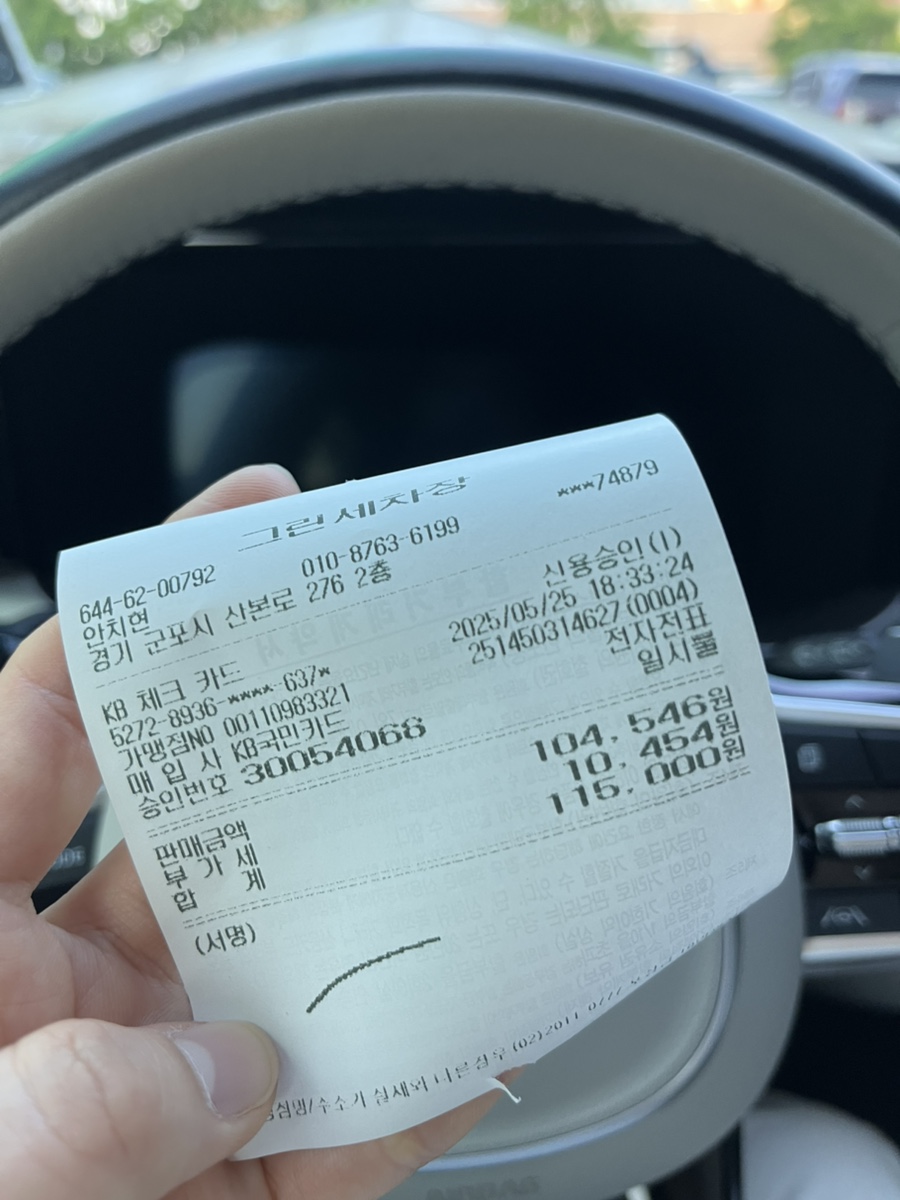 그린세차장
***74879
644-62-00792
010-8763-6199
안치현
경기 군포시 산본로 276 2층
신용승인(I)
KB 체크 카드
2025/05/25 18:33:24
5272-8936-****-637*
251450314627(0004)
가맹점NO 00110983321
전자전표
매 입 사 KB국민카드
일시불
승인번호 30054068
판매금액 104,546원
부 가 세 10,454원
합 계 115,000원
(서명)